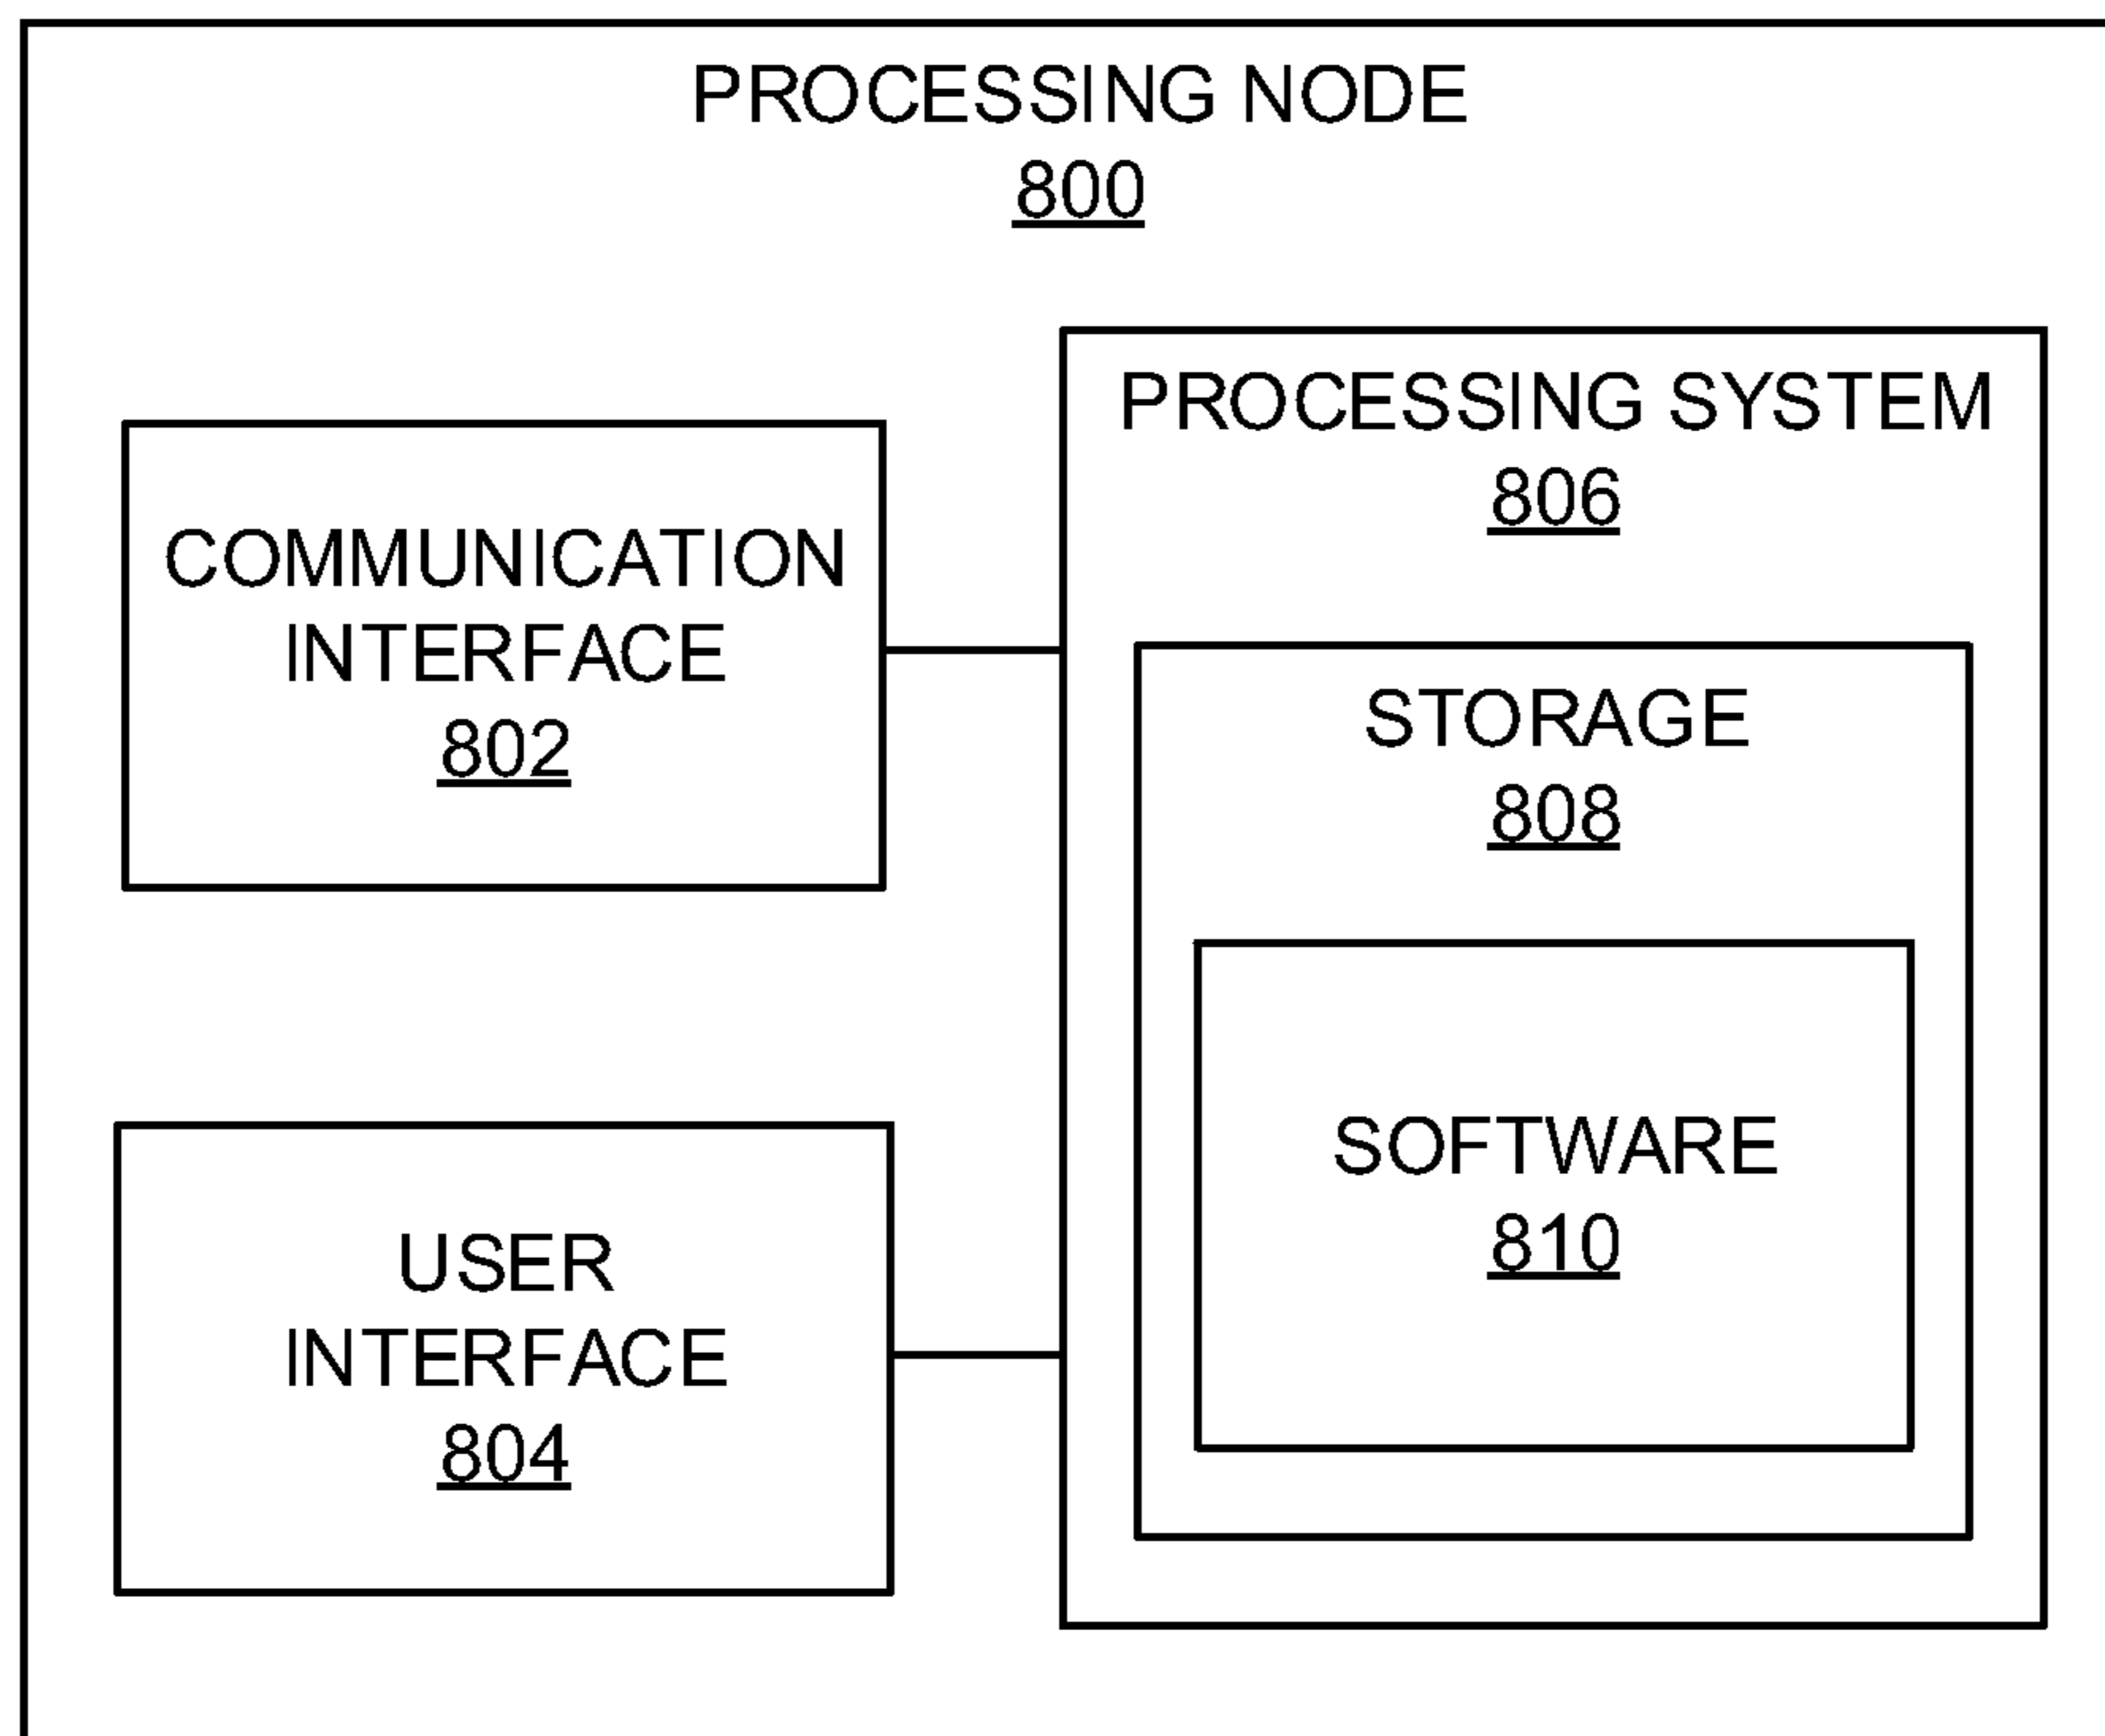 PROCESSING NODE
800
PROCESSING SYSTEM
806
COMMUNICATION
INTERFACE
802
STORAGE
808
SOFTWARE
810
USER
INTERFACE
804